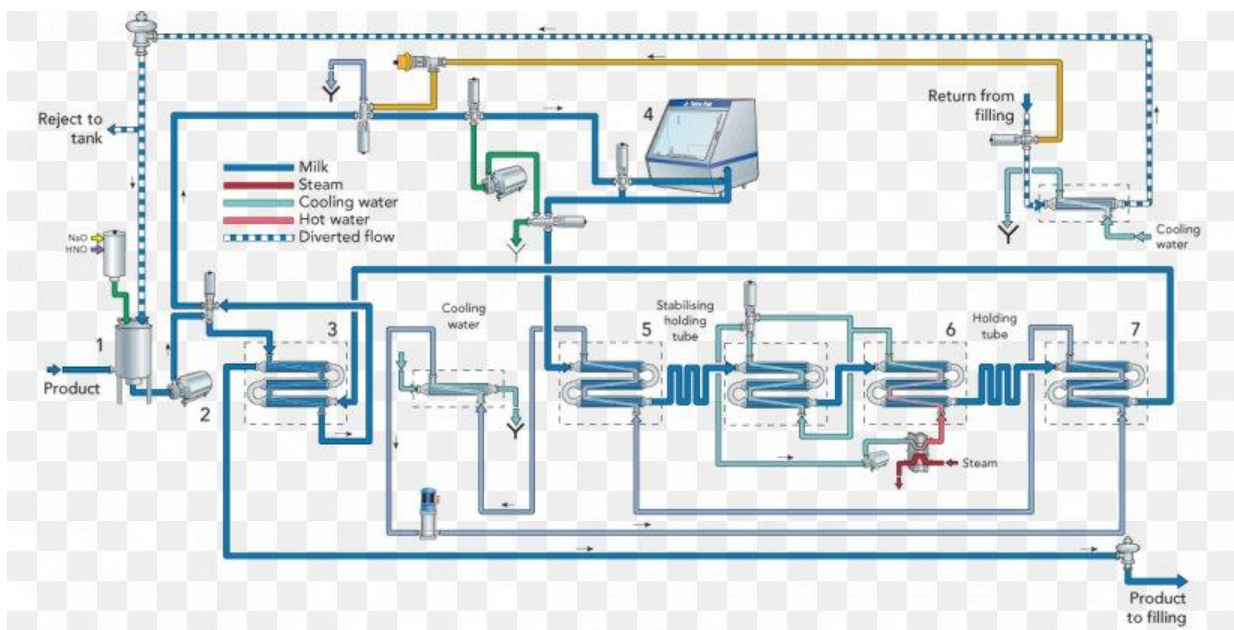 4
Return from
filling
Reject to
tank
Milk
Steam
Cooling water
Hot water
Diverted flow
NaO
HNO
Cooling
water
1
Product
2
3
Cooling
water
5
Stabilising
holding
tube
6
Holding
tube
7
Steam
Product
to filling